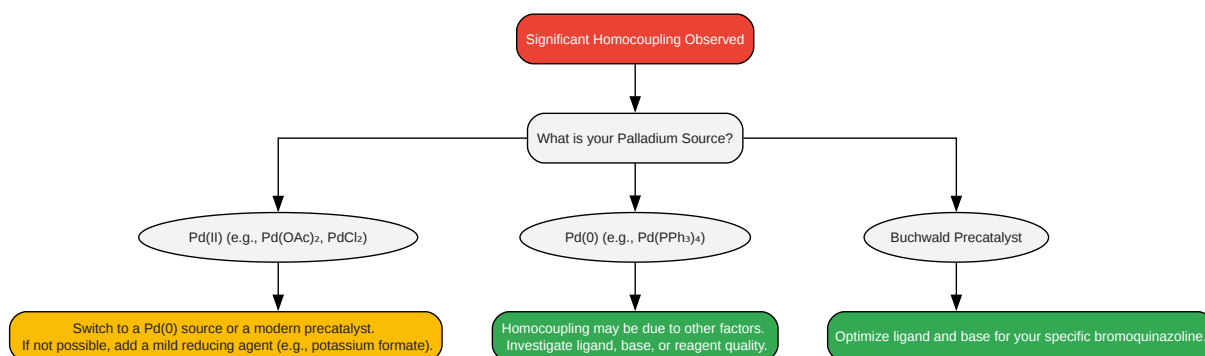 Significant Homocoupling Observed
What is your Palladium Source?
Pd(II) (e.g., Pd(OAc)₂, PdCl₂)
Pd(0) (e.g., Pd(PPh₃)₄)
Buchwald Precatalyst
Switch to a Pd(0) source or a modern precatalyst.
If not possible, add a mild reducing agent (e.g., potassium formate).
Homocoupling may be due to other factors.
Investigate ligand, base, or reagent quality.
Optimize ligand and base for your specific bromoquinazoline.